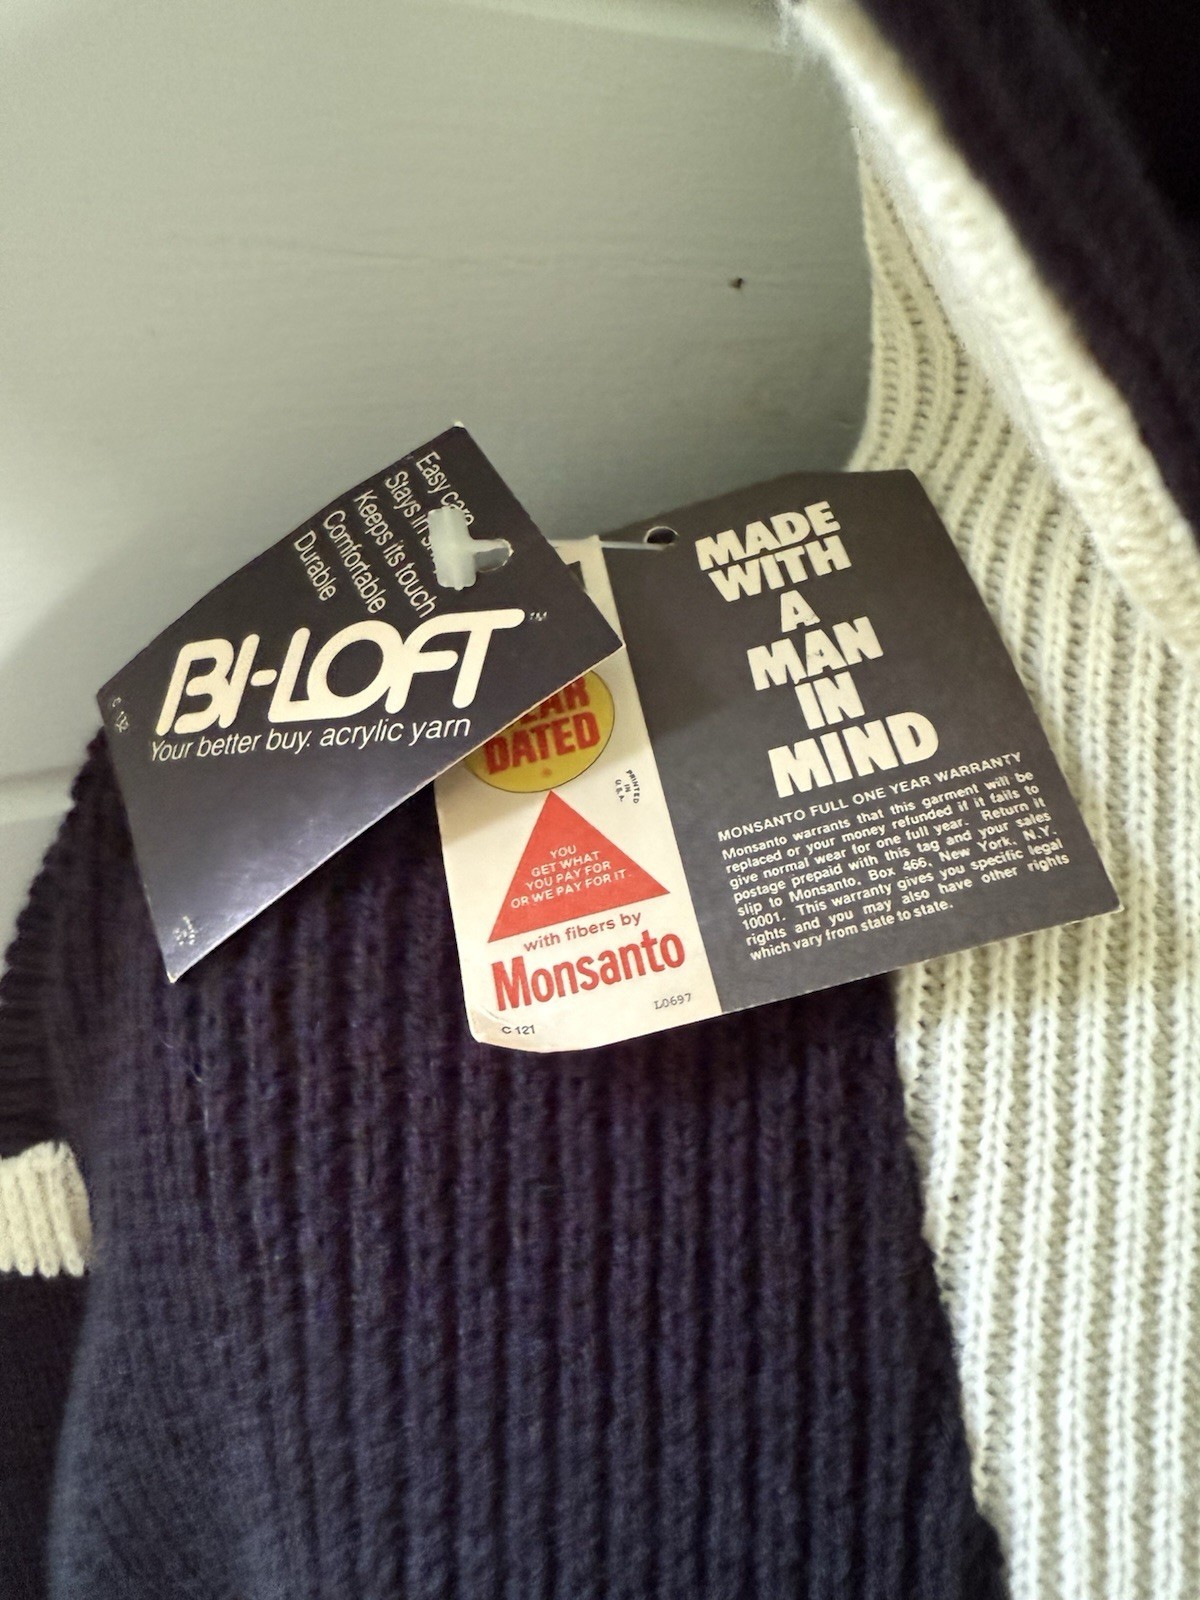 Easy care
Stays in
Keeps its touch
Comfortable
Durable
BI-LOFT™
Your better buy. acrylic yarn
C 132
DATED
PRINTED
IN
U.S.A.
YOU
GET WHAT
YOU PAY FOR
OR WE PAY FOR IT.
with fibers by
Monsanto
L0697
C 121
MADE
WITH
A
MAN
IN
MIND
MONSANTO FULL ONE YEAR WARRANTY
Monsanto warrants that this garment will be
replaced or your money refunded if it fails to
give normal wear for one full year. Return it
postage prepaid with this tag and your sales
slip to Monsanto, Box 466, New York, N.Y.
10001. This warranty gives you specific legal
rights and you may also have other rights
which vary from state to state.